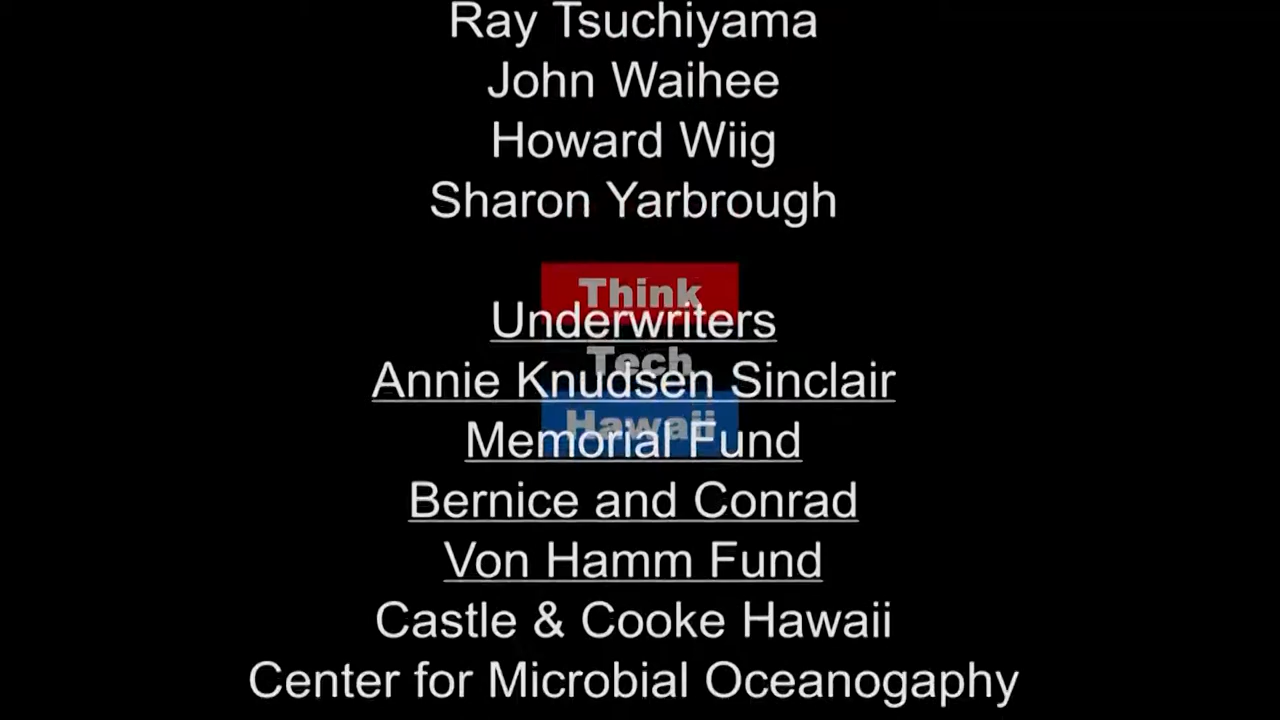 Ray Tsuchiyama
John Waihee
Howard Wiig
Sharon Yarbrough
Think
Underwriters
Tech
Annie Knudsen Sinclair
Hawaii
Memorial Fund
Bernice and Conrad
Von Hamm Fund
Castle & Cooke Hawaii
Center for Microbial Oceanogaphy